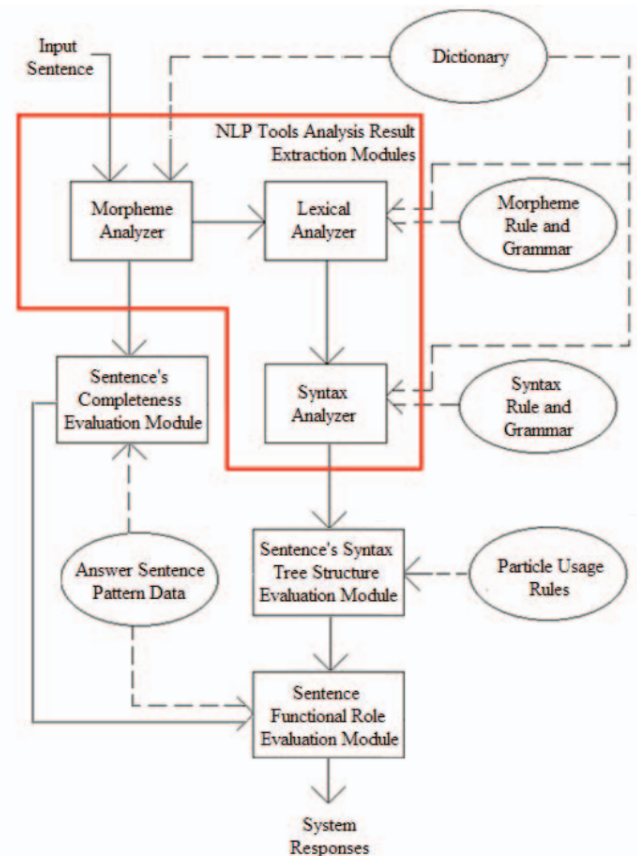 Input
Sentence
Dictionary
NLP Tools Analysis Result
Extraction Modules
Morpheme
Analyzer
Lexical
Analyzer
Morpheme
Rule and
Grammar
Sentence's
Completeness
Evaluation Module
Syntax
Analyzer
Syntax
Rule and
Grammar
Answer Sentence
Pattern Data
Sentence's Syntax
Tree Structure
Evaluation Module
Particle Usage
Rules
Sentence
Functional Role
Evaluation Module
System
Responses